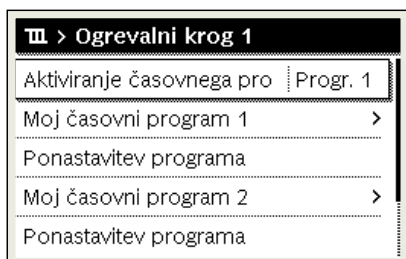 > Ogrevalni krog 1
Aktiviranje časovnega pro Progr. 1
Moj časovni program 1 >
Ponastavitev programa
Moj časovni program 2 >
Ponastavitev programa